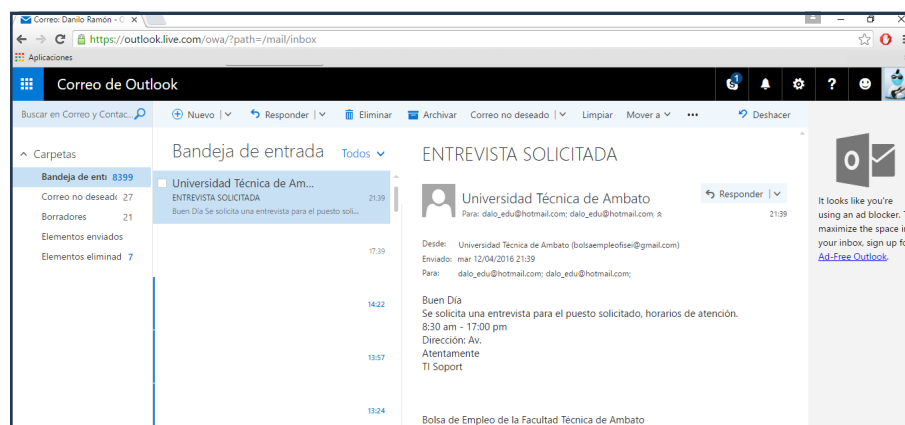 Correo: Danilo Ramón - O
https://outlook.live.com/owa/?path=/mail/inbox
Aplicaciones
Correo de Outlook
1
?
Buscar en Correo y Contac...
Nuevo
Responder
Eliminar
Archivar
Correo no deseado
Limpiar
Mover a
Deshacer
Carpetas
Bandeja de ent 8399
Correo no deseado 27
Borradores 21
Elementos enviados
Elementos eliminad 7
Bandeja de entrada Todos
Universidad Técnica de Am...
ENTREVISTA SOLICITADA 21:39
Buen Día Se solicita una entrevista para el puesto soli...
17:39
14:22
13:57
13:24
ENTREVISTA SOLICITADA
Universidad Técnica de Ambato
Responder
Para: dalo_edu@hotmail.com; dalo_edu@hotmail.com;
21:39
Desde: Universidad Técnica de Ambato (bolsaempleofisei@gmail.com)
Enviado: mar 12/04/2016 21:39
Para: dalo_edu@hotmail.com; dalo_edu@hotmail.com;
Buen Día
Se solicita una entrevista para el puesto solicitado, horarios de atención.
8:30 am - 17:00 pm
Dirección: Av.
Atentamente
TI Soport
Bolsa de Empleo de la Facultad Técnica de Ambato
It looks like you're
using an ad blocker. T
maximize the space in
your inbox, sign up fo
Ad-Free Outlook.